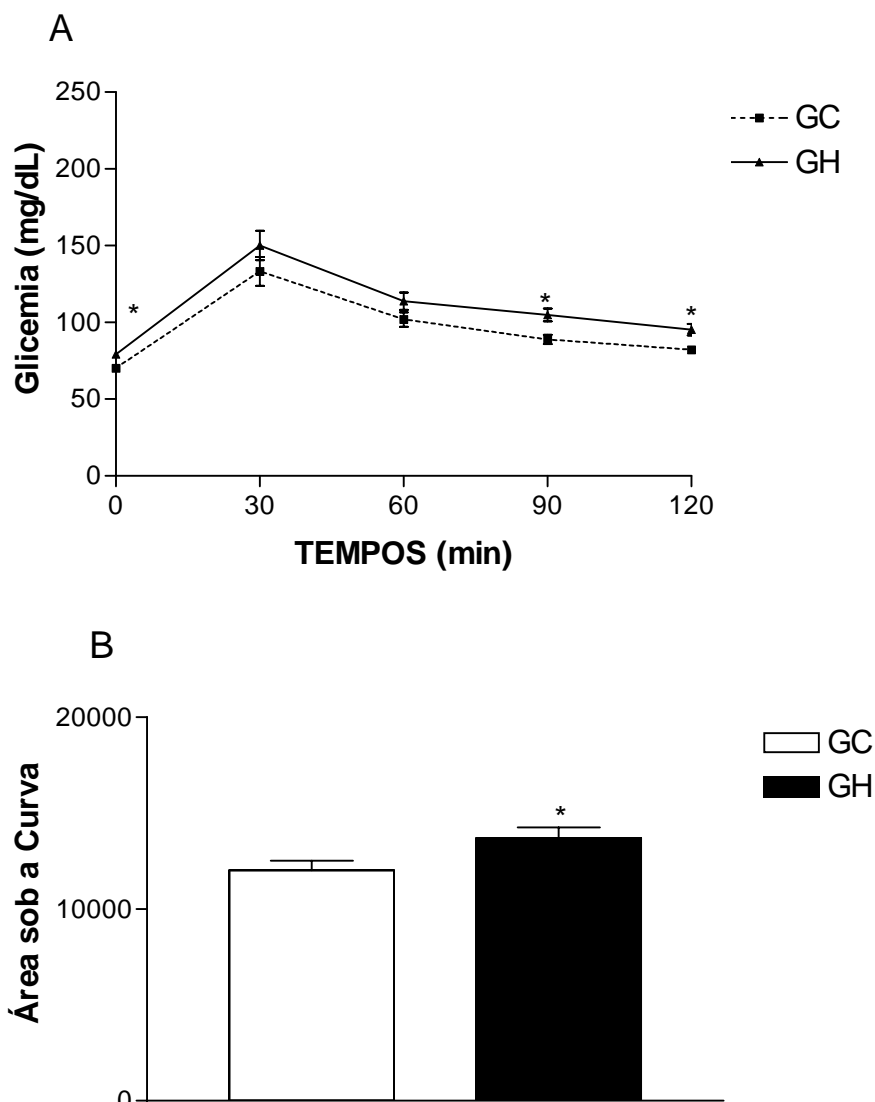 A
250
200
150
100
50
0
Glicemia (mg/dL)
* * *
0 30 60 90 120
TEMPOS (min)
GC
GH
B
20000
10000
0
Área sob a Curva
*
GC
GH